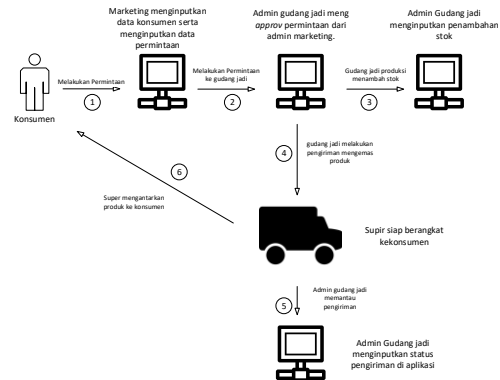 Marketing menginputkan
data konsumen serta
menginputkan data
permintaan
Admin gudang jadi meng
approv permintaan dari
admin marketing.
Admin Gudang jadi
menginputkan penambahan
stok
Melakukan Permintaan
1
Melakukan Permintaan
ke gudang jadi
2
Gudang jadi produksi
menambah stok
3
Konsumen
4
gudang jadi melakukan
pengiriman mengemas
produk
6
Super mengantarkan
produk ke konsumen
Supir siap berangkat
kekonsumen
5
Admin gudang jadi
memantau
pengiriman
Admin Gudang jadi
menginputkan status
pengiriman di aplikasi